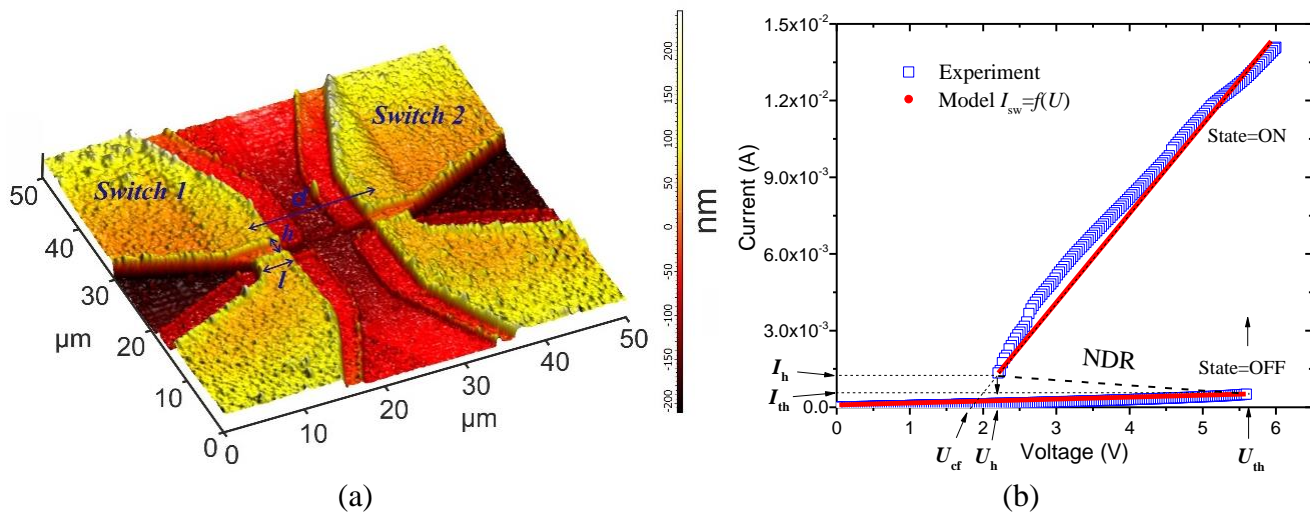 Switch 1
Switch 2
d
h
l
50
40
30
20
10
0
μm
0
10
20
30
40
50
μm
200
150
100
50
0
-50
-100
-150
-200
nm
(a)
1.5x10⁻²
1.2x10⁻²
9.0x10⁻³
6.0x10⁻³
3.0x10⁻³
0.0
Current (A)
Experiment
Model I_sw=f(U)
State=ON
NDR
State=OFF
I_h
I_th
0 1 2 3 4 5 6
U_cf U_h Voltage (V) U_th
(b)